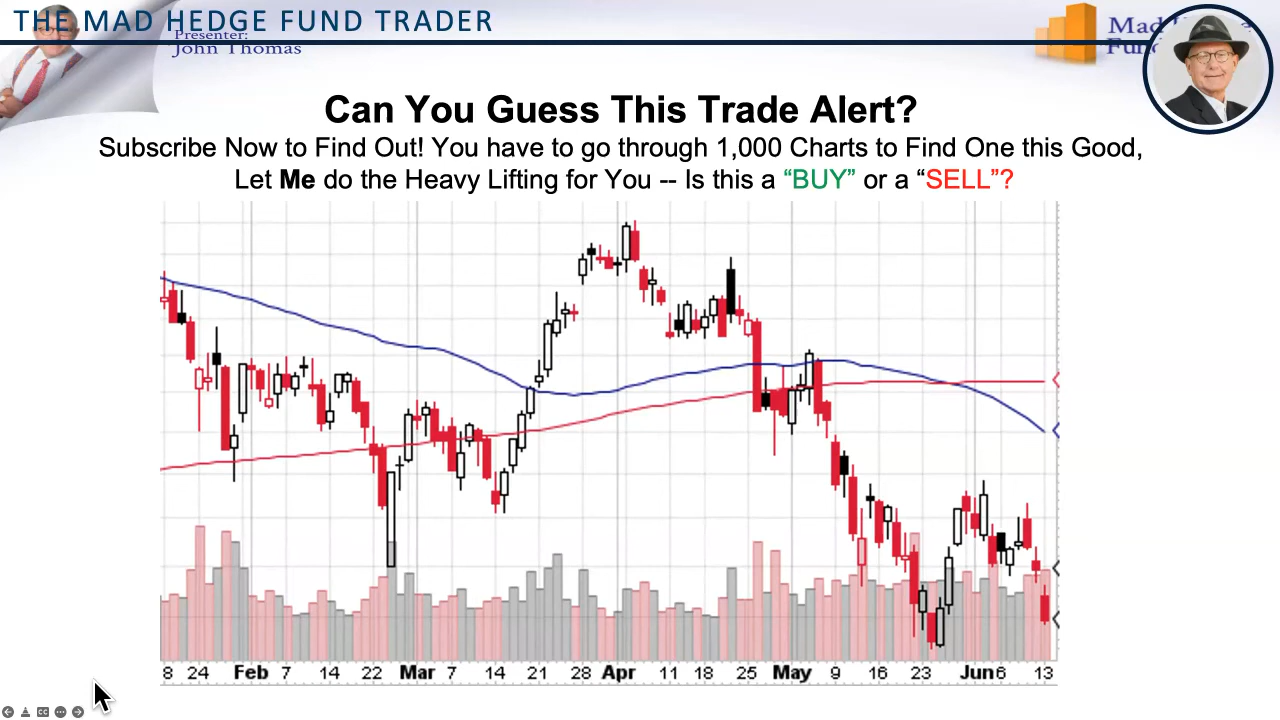 THE MAD HEDGE FUND TRADER
Presenter:
John Thomas
Mad
Can You Guess This Trade Alert?
Subscribe Now to Find Out! You have to go through 1,000 Charts to Find One this Good,
Let Me do the Heavy Lifting for You -- Is this a “BUY” or a “SELL”?
8 24 Feb 7 14 22 Mar 7 14 21 28 Apr 11 18 25 May 9 16 23 Jun 6 13